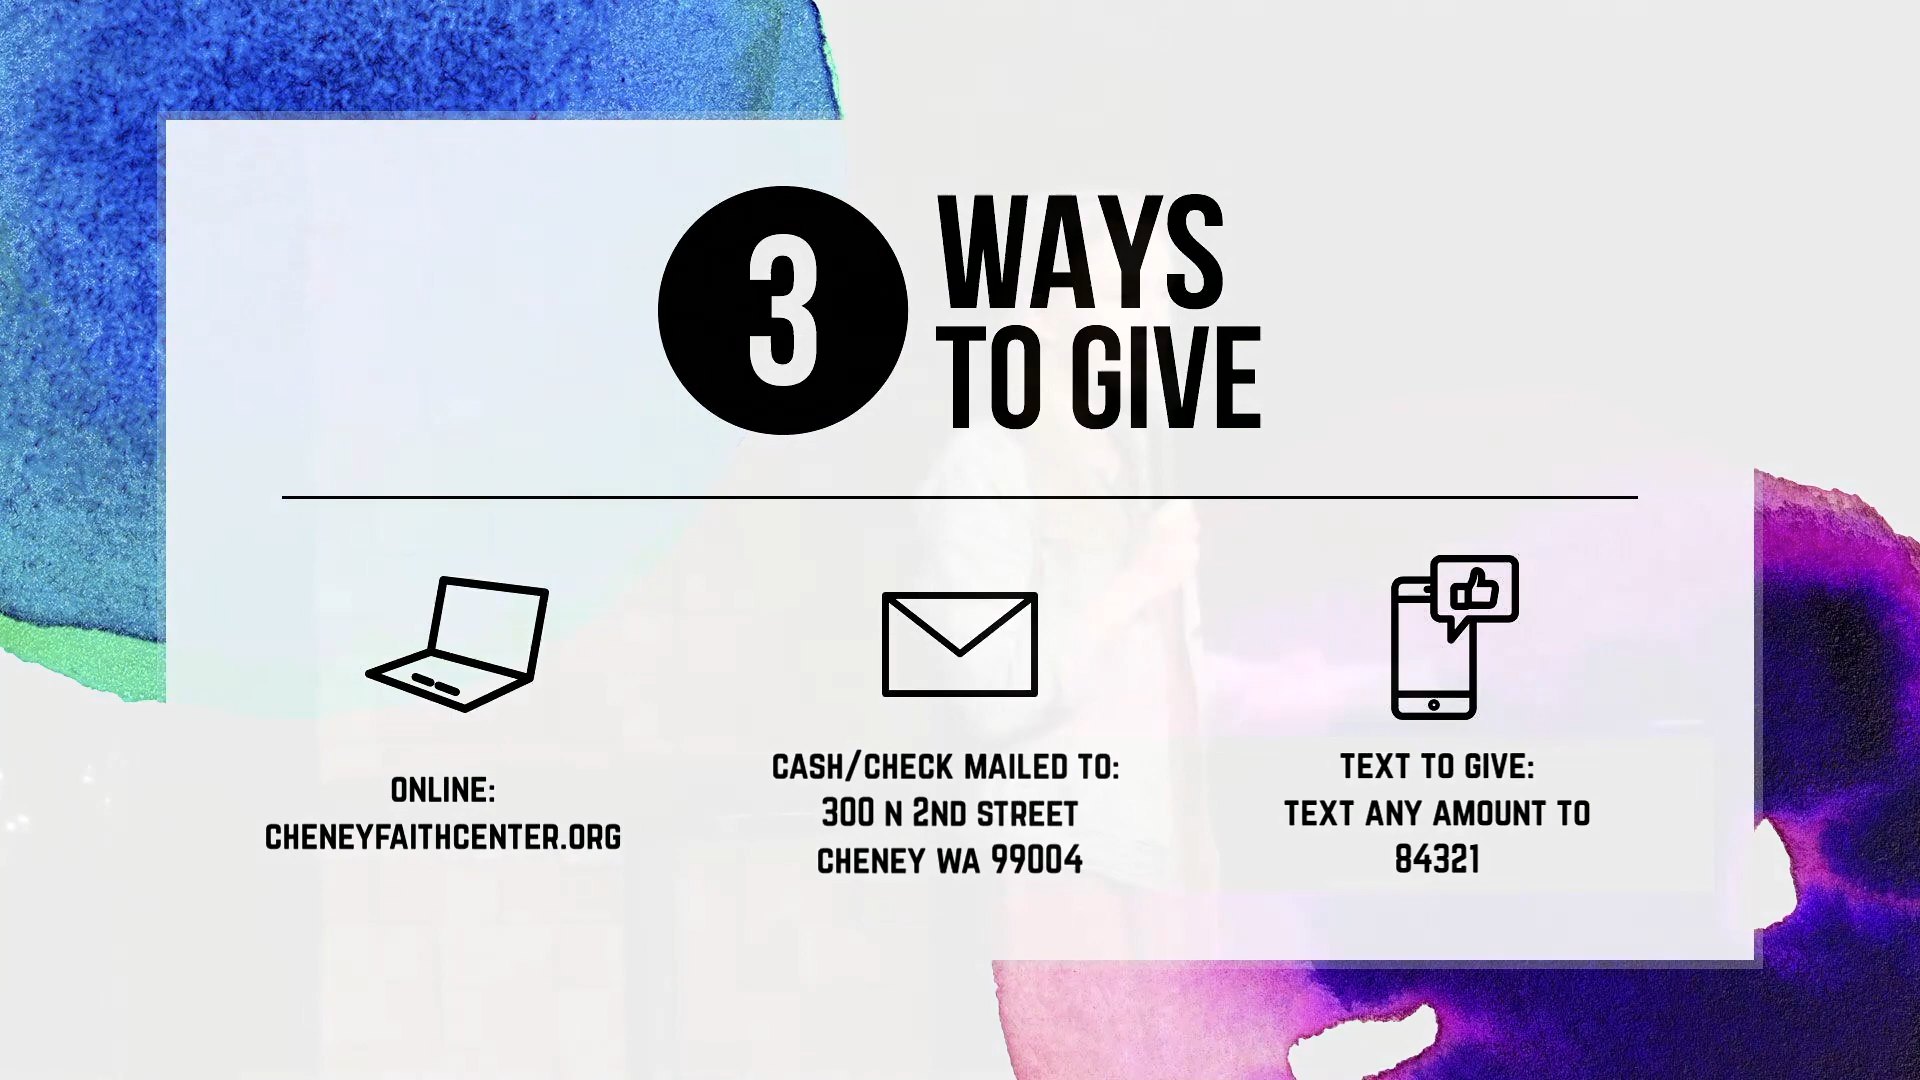 3
WAYS
TO GIVE
ONLINE:
CHENEYFAITHCENTER.ORG
CASH/CHECK MAILED TO:
300 N 2ND STREET
CHENEY WA 99004
TEXT TO GIVE:
TEXT ANY AMOUNT TO
84321